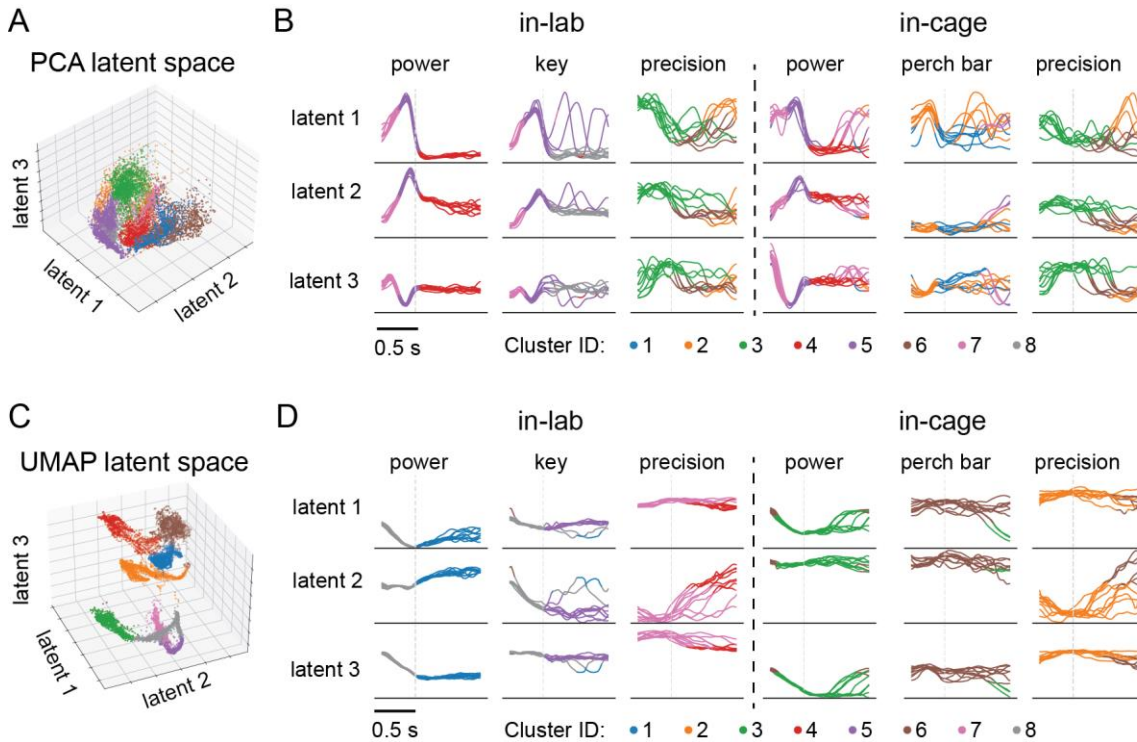 A
PCA latent space
latent 3
latent 1
latent 2
B
in-lab
in-cage
power
key
precision
power
perch bar
precision
latent 1
latent 2
latent 3
0.5 s
Cluster ID: 1 2 3 4 5 6 7 8
C
UMAP latent space
latent 3
latent 1
latent 2
D
in-lab
in-cage
power
key
precision
power
perch bar
precision
latent 1
latent 2
latent 3
0.5 s
Cluster ID: 1 2 3 4 5 6 7 8